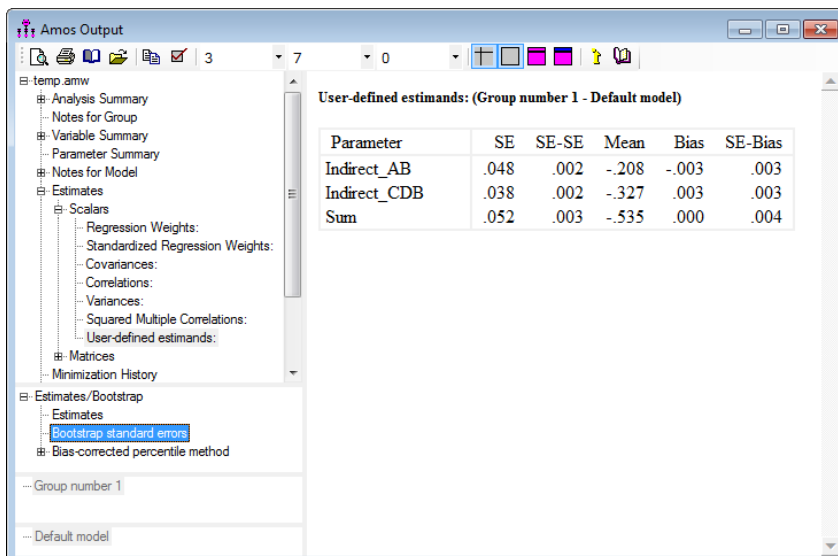 Amos Output
3 7 0
temp.amw
Analysis Summary
Notes for Group
Variable Summary
Parameter Summary
Notes for Model
Estimates
Scalars
Regression Weights:
Standardized Regression Weights:
Covariances:
Correlations:
Variances:
Squared Multiple Correlations:
User-defined estimands:
Matrices
Minimization History
Estimates/Bootstrap
Estimates
Bootstrap standard errors
Bias-corrected percentile method
Group number 1
Default model
User-defined estimands: (Group number 1 - Default model)
Parameter SE SE-SE Mean Bias SE-Bias
Indirect_AB .048 .002 -.208 -.003 .003
Indirect_CDB .038 .002 -.327 .003 .003
Sum .052 .003 -.535 .000 .004